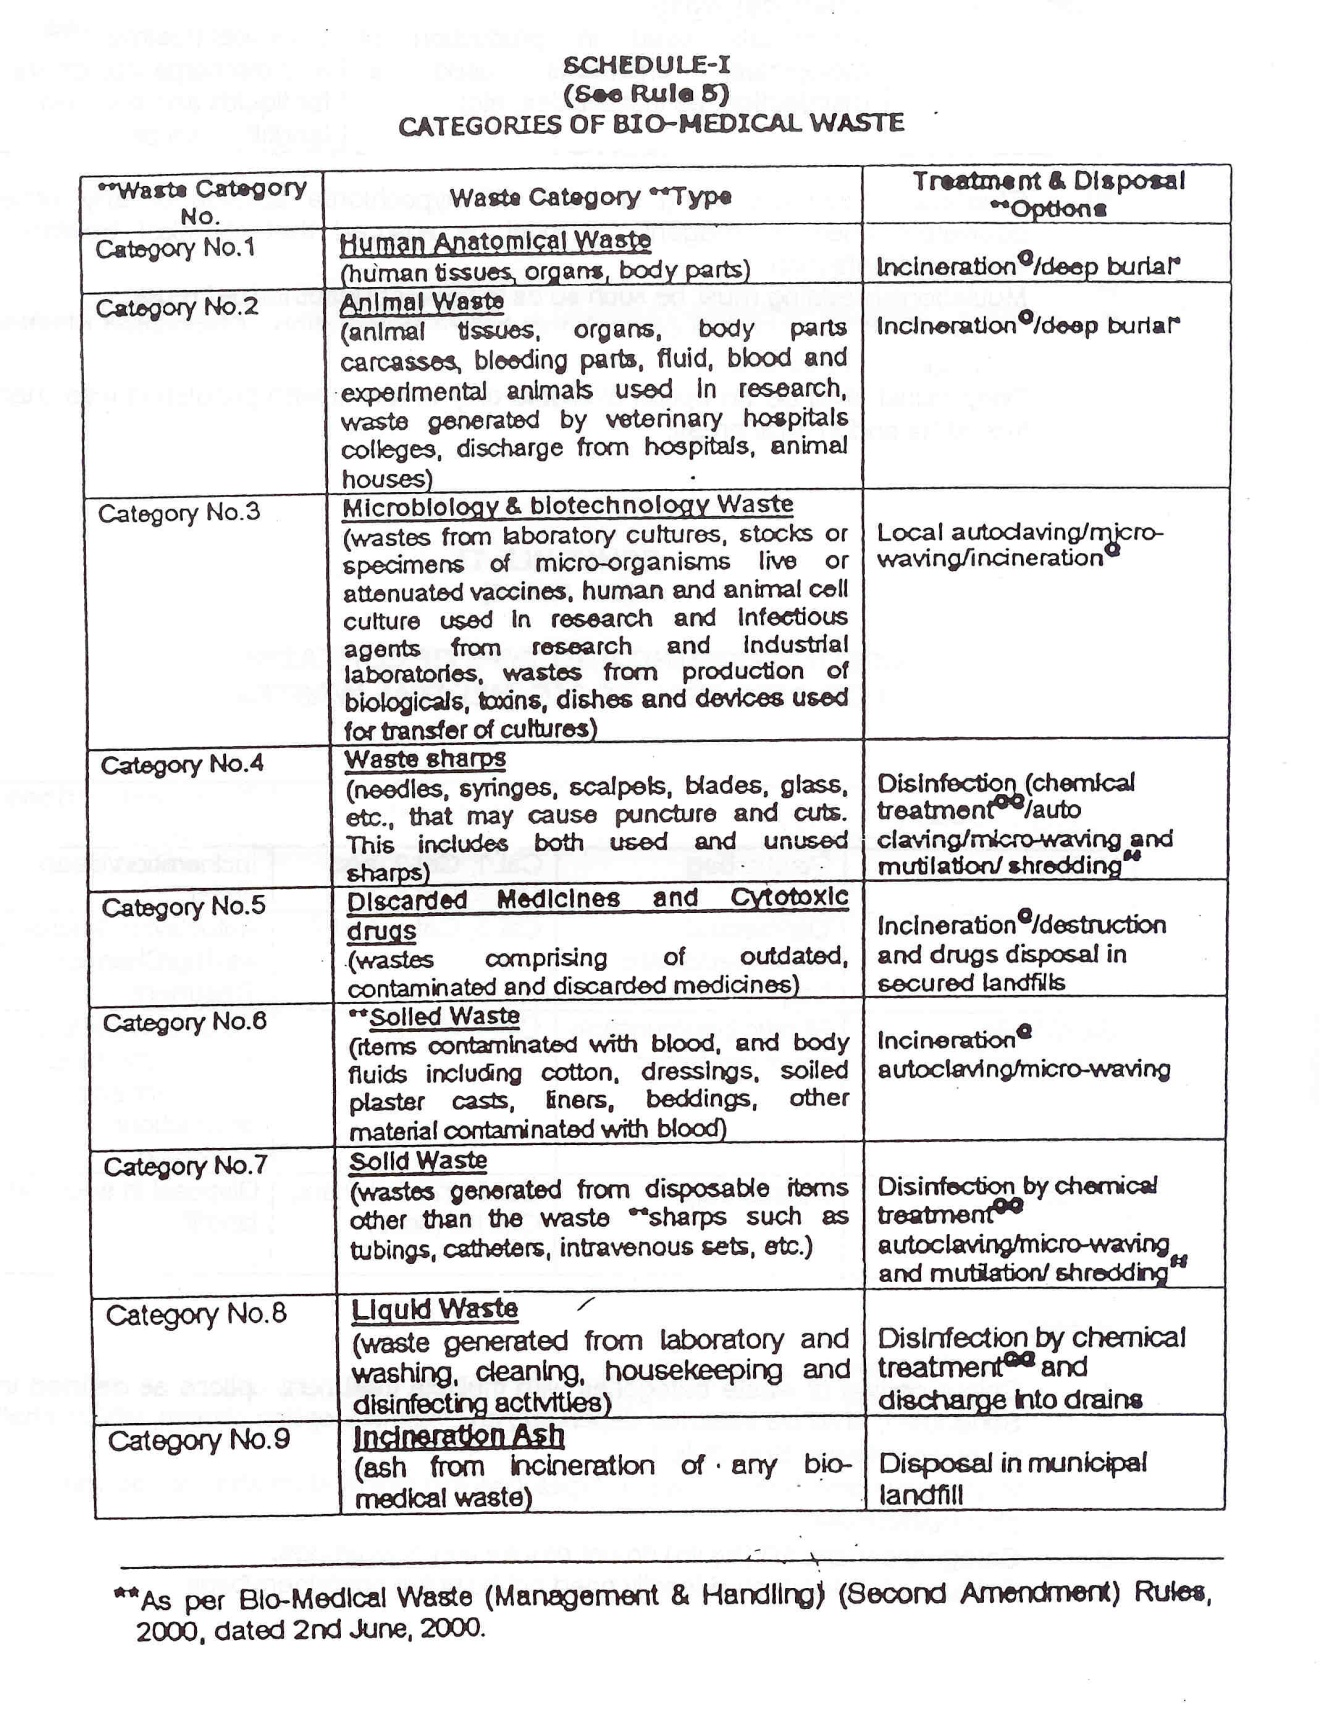 SCHEDULE-I
(See Rule 5)
CATEGORIES OF BIO-MEDICAL WASTE
**Waste Category No.
Waste Category **Type
Treatment & Disposal
**Options
Category No.1
Human Anatomical Waste
(human tissues, organs, body parts)
Incineration@/deep burial*
Category No.2
Animal Waste
(animal tissues, organs, body parts
carcasses, bleeding parts, fluid, blood and
experimental animals used in research,
waste generated by veterinary hospitals
colleges, discharge from hospitals, animal
houses)
Incineration@/deep burial*
Category No.3
Microbiology & biotechnology Waste
(wastes from laboratory cultures, stocks or
specimens of micro-organisms live or
attenuated vaccines, human and animal cell
culture used in research and infectious
agents from research and industrial
laboratories, wastes from production of
biologicals, toxins, dishes and devices used
for transfer of cultures)
Local autoclaving/micro-
waving/incineration@
Category No.4
Waste sharps
(needles, syringes, scalpels, blades, glass,
etc., that may cause puncture and cuts.
This includes both used and unused
sharps)
Disinfection (chemical
treatment@@/auto
claving/micro-waving and
mutilation/ shredding##
Category No.5
Discarded Medicines and Cytotoxic
drugs
(wastes comprising of outdated,
contaminated and discarded medicines)
Incineration@/destruction
and drugs disposal in
secured landfills
Category No.6
**Soiled Waste
(items contaminated with blood, and body
fluids including cotton, dressings, soiled
plaster casts, liners, beddings, other
material contaminated with blood)
Incineration@
autoclaving/micro-waving
Category No.7
Solid Waste
(wastes generated from disposable items
other than the waste **sharps such as
tubings, catheters, intravenous sets, etc.)
Disinfection by chemical
treatment@@
autoclaving/micro-waving
and mutilation/ shredding##
Category No.8
Liquid Waste
(waste generated from laboratory and
washing, cleaning, housekeeping and
disinfecting activities)
Disinfection by chemical
treatment@@ and
discharge into drains
Category No.9
Incineration Ash
(ash from incineration of any bio-
medical waste)
Disposal in municipal
landfill
**As per Bio-Medical Waste (Management & Handling) (Second Amendment) Rules,
2000, dated 2nd June, 2000.